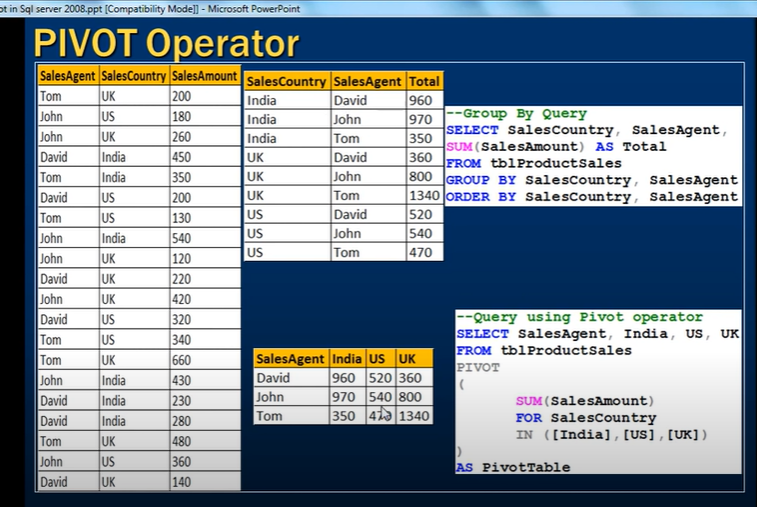 ot in Sql server 2008.ppt [Compatibility Mode]] - Microsoft PowerPoint
PIVOT Operator
SalesAgent SalesCountry SalesAmount
Tom UK 200
John US 180
John UK 260
David India 450
Tom India 350
David US 200
Tom US 130
John India 540
John UK 120
David UK 220
John UK 420
David US 320
Tom US 340
Tom UK 660
John India 430
David India 230
David India 280
Tom UK 480
John US 360
David UK 140
SalesCountry SalesAgent Total
India David 960
India John 970
India Tom 350
UK David 360
UK John 800
UK Tom 1340
US David 520
US John 540
US Tom 470
--Group By Query
SELECT SalesCountry, SalesAgent,
SUM(SalesAmount) AS Total
FROM tblProductSales
GROUP BY SalesCountry, SalesAgent
ORDER BY SalesCountry, SalesAgent
SalesAgent India US UK
David 960 520 360
John 970 540 800
Tom 350 470 1340
--Query using Pivot operator
SELECT SalesAgent, India, US, UK
FROM tblProductSales
PIVOT
(
SUM(SalesAmount)
FOR SalesCountry
IN ([India],[US],[UK])
)
AS PivotTable